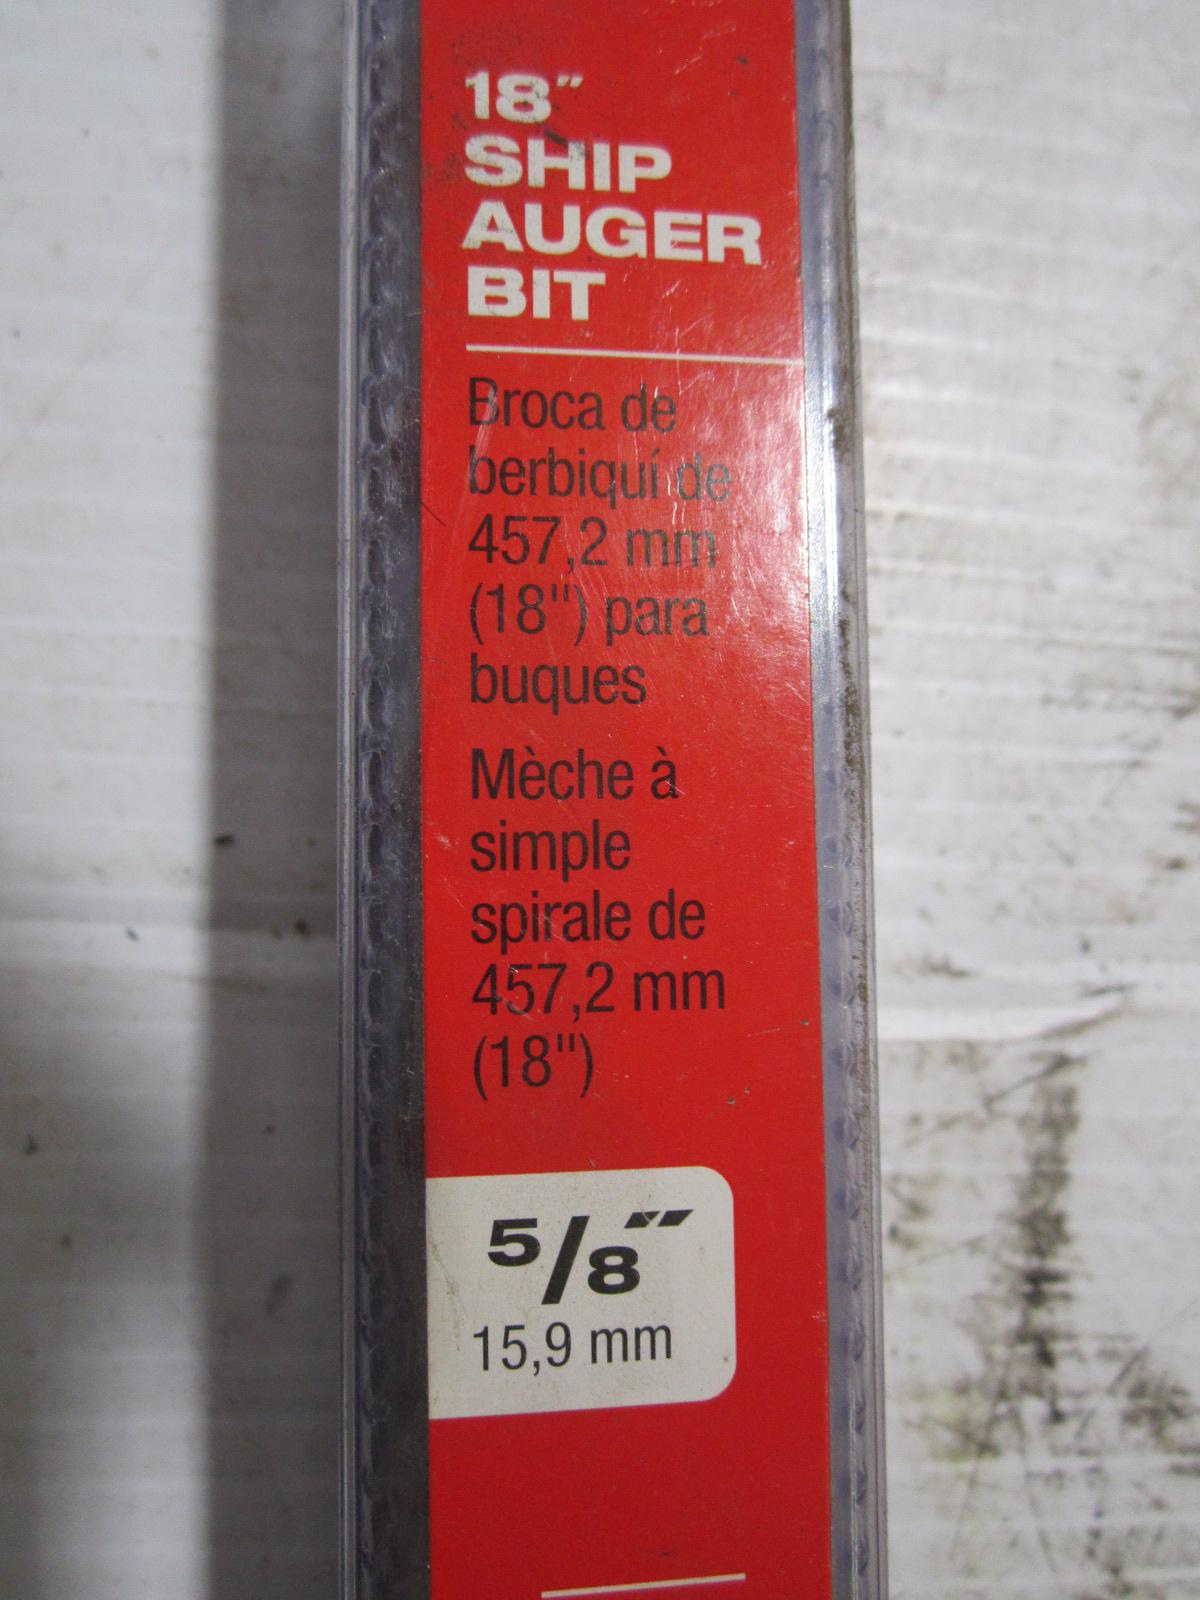 18"
SHIP
AUGER
BIT
Broca de
berbiquí de
457,2 mm
(18") para
buques
Mèche à
simple
spirale de
457,2 mm
(18")
5/8"
15,9 mm